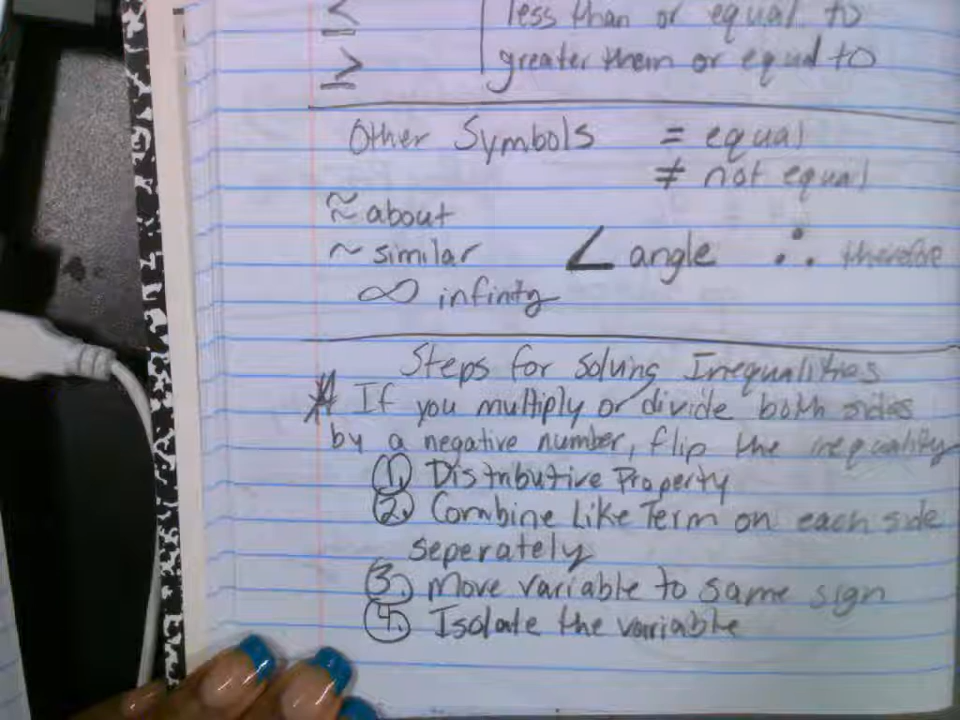 ≤ less than or equal to
≥ greater them or equal to
Other Symbols = equal
≠ not equal
≈ about
~ similar ∠ angle ∴ therefore
∞ infinity
Steps for Solving Inequalities
* If you multiply or divide both sides
by a negative number, flip the inequality
1. Distributive Property
2. Combine Like Term on each side
seperately
3. Move variable to same sign
4. Isolate the variable